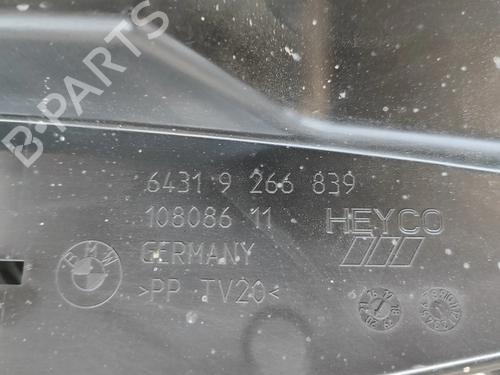 B-PARTS
6431 9 266 839
108086 11
HEYCO
GERMANY
BMW
>PP TV20<